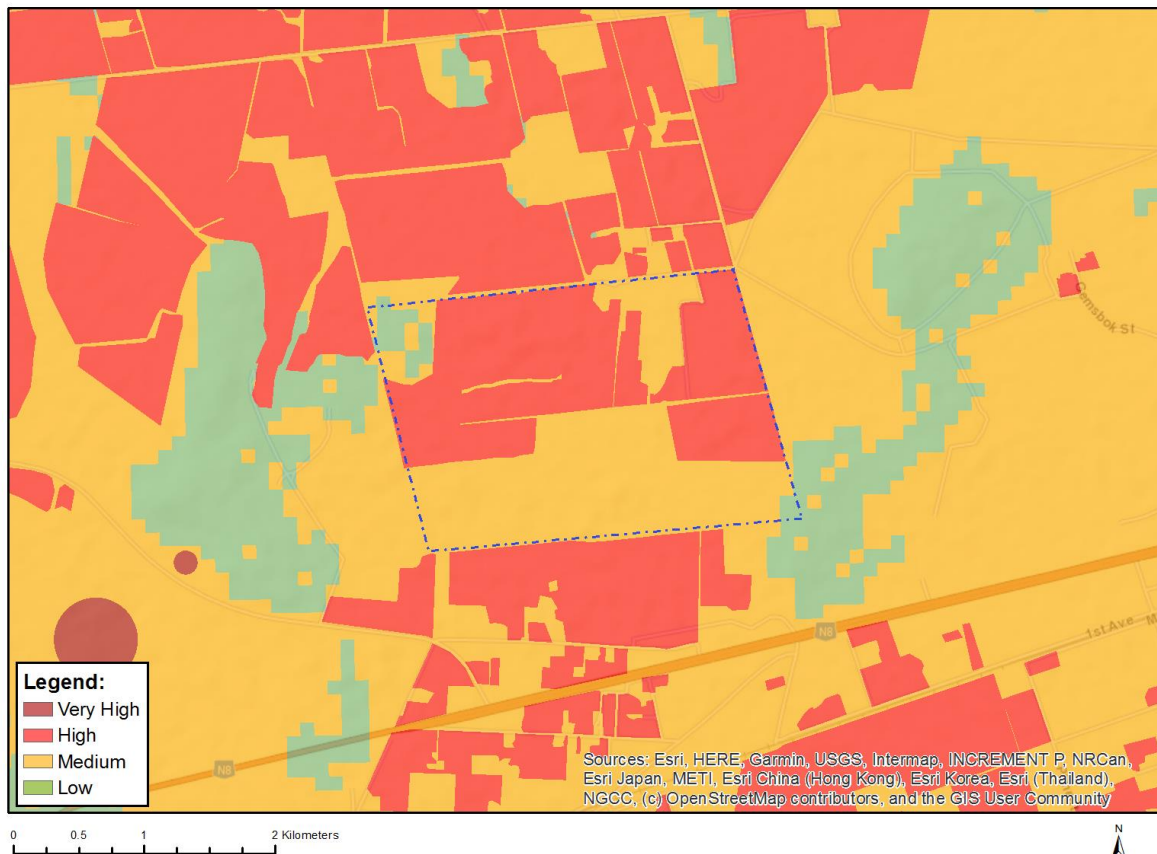 Gemsbok St
N8
1st Ave
M
N8
Legend:
Very High
High
Medium
Low
Sources: Esri, HERE, Garmin, USGS, Intermap, INCREMENT P, NRCan,
Esri Japan, METI, Esri China (Hong Kong), Esri Korea, Esri (Thailand),
NGCC, (c) OpenStreetMap contributors, and the GIS User Community
0 0.5 1 2 Kilometers
N